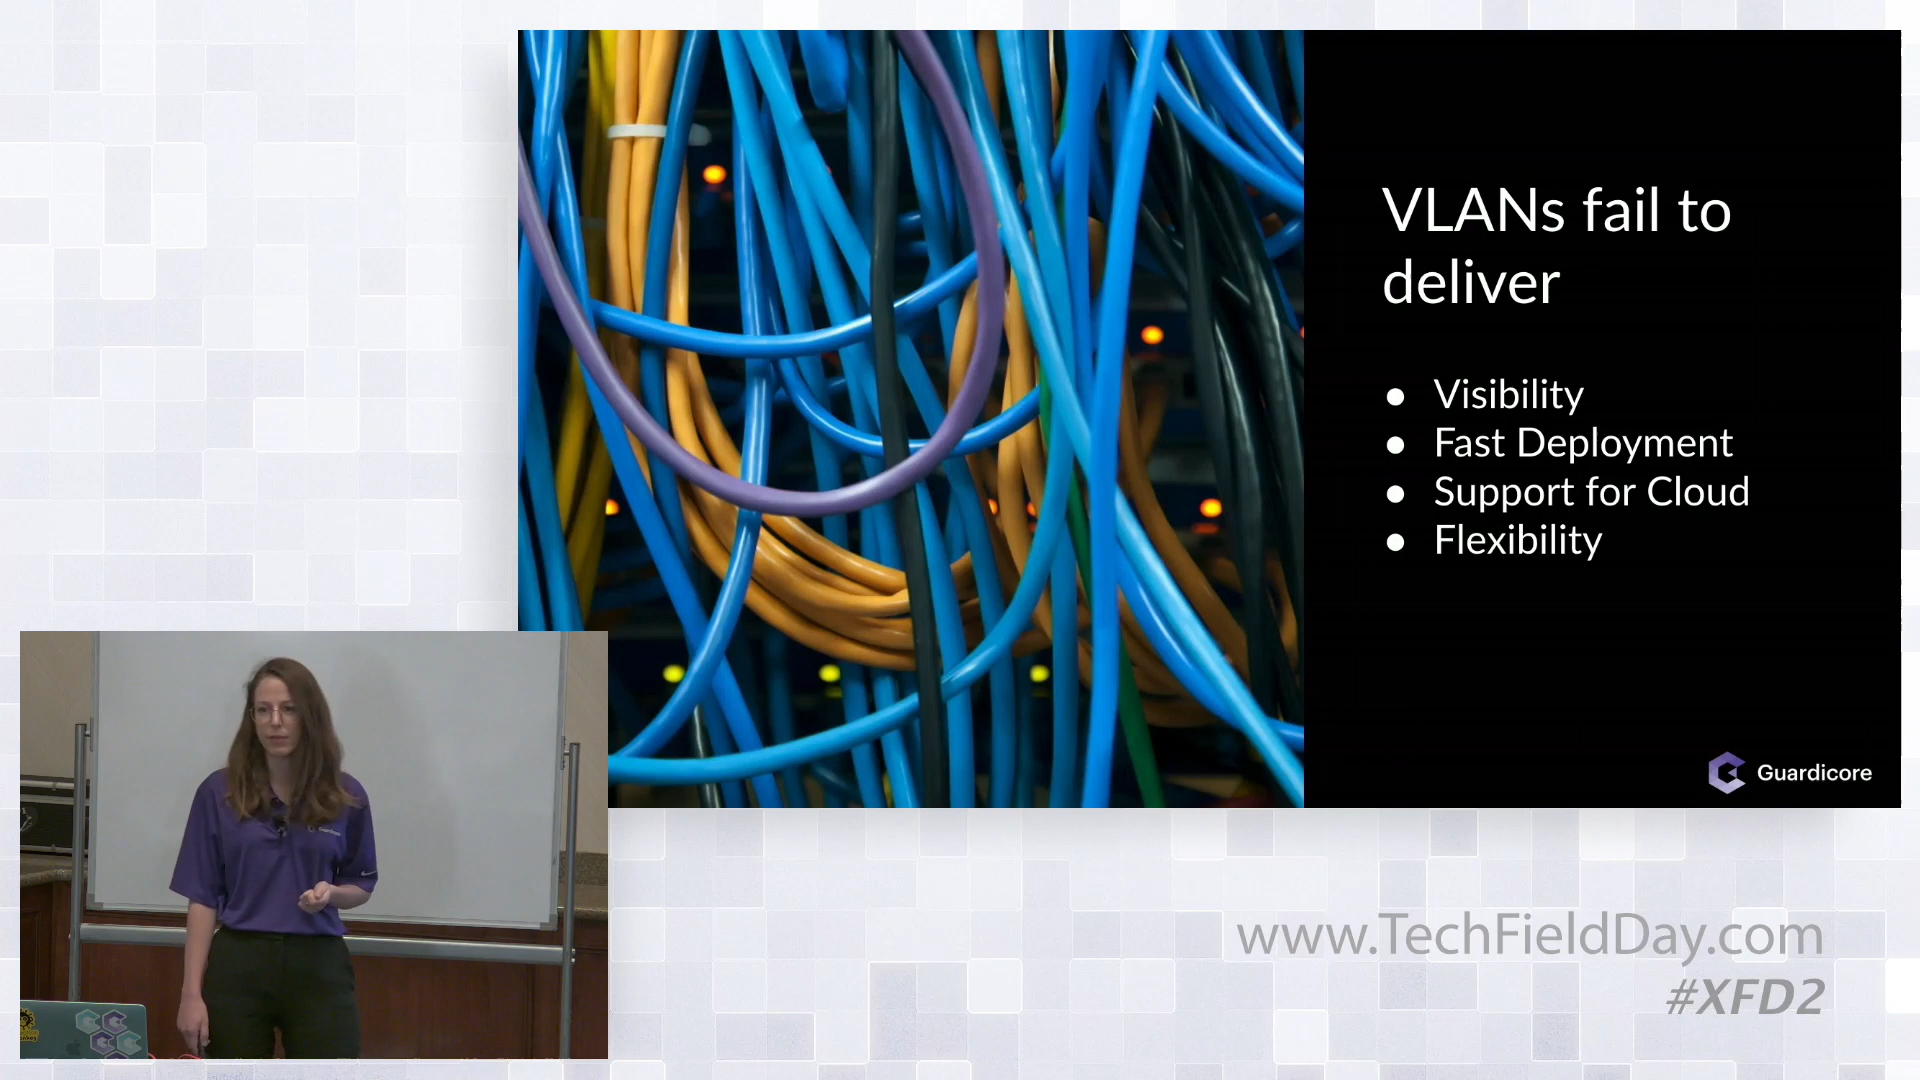 VLANs fail to
deliver
● Visibility
● Fast Deployment
● Support for Cloud
● Flexibility
Guardicore
www.TechFieldDay.com
#XFD2